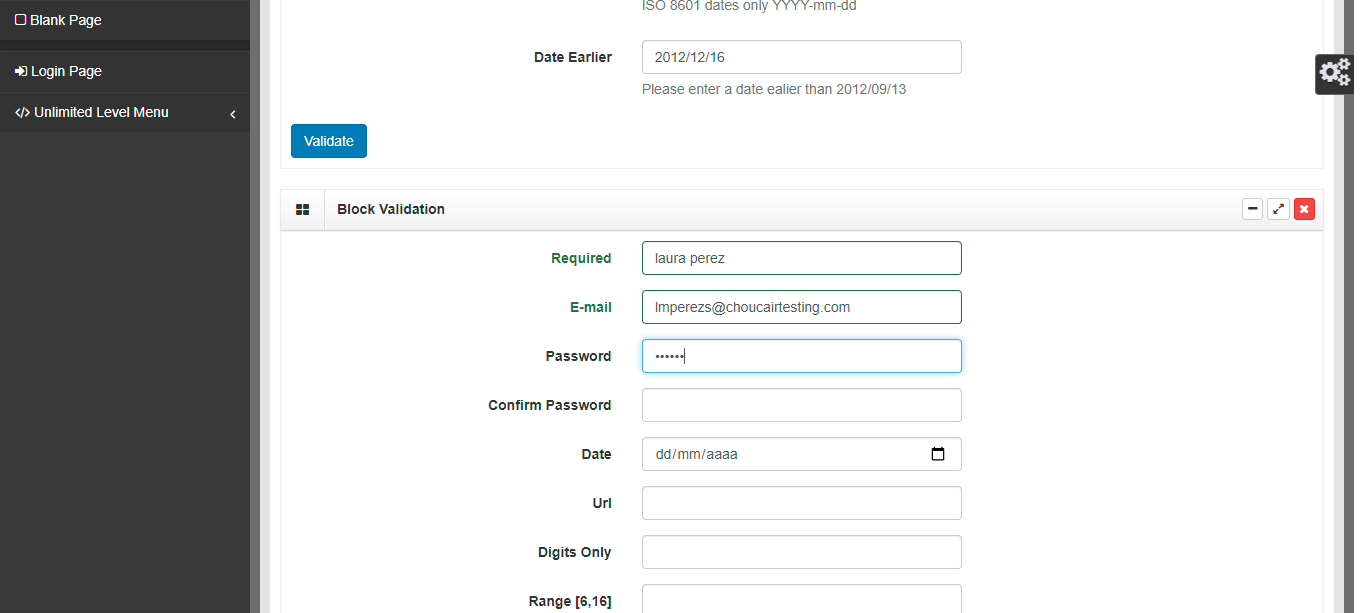 Blank Page
Login Page
Unlimited Level Menu
ISO 8601 dates only YYYY-mm-dd
Date Earlier 2012/12/16
Please enter a date ealier than 2012/09/13
Validate
Block Validation
Required laura perez
E-mail lmperezs@choucairtesting.com
Password ••••••
Confirm Password
Date dd/mm/aaaa
Url
Digits Only
Range [6,16]